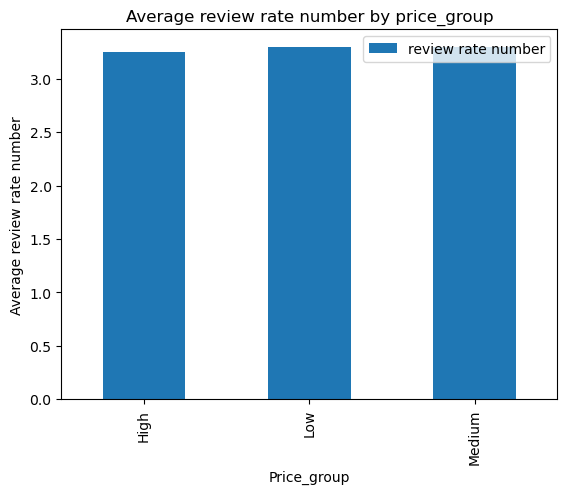 Average review rate number by price_group
review rate number
Average review rate number
3.0
2.5
2.0
1.5
1.0
0.5
0.0
High
Low
Medium
Price_group